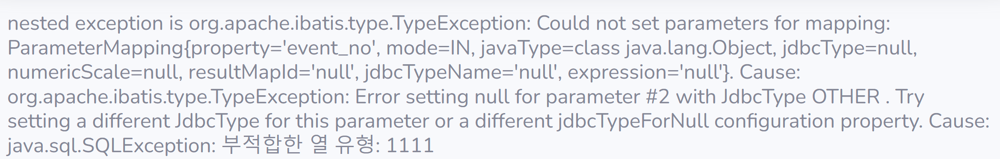 nested exception is org.apache.ibatis.type.TypeException: Could not set parameters for mapping:
ParameterMapping{property='event_no', mode=IN, javaType=class java.lang.Object, jdbcType=null,
numericScale=null, resultMapId='null', jdbcTypeName='null', expression='null'}. Cause:
org.apache.ibatis.type.TypeException: Error setting null for parameter #2 with JdbcType OTHER . Try
setting a different JdbcType for this parameter or a different jdbcTypeForNull configuration property. Cause:
java.sql.SQLException: 부적합한 열 유형: 1111